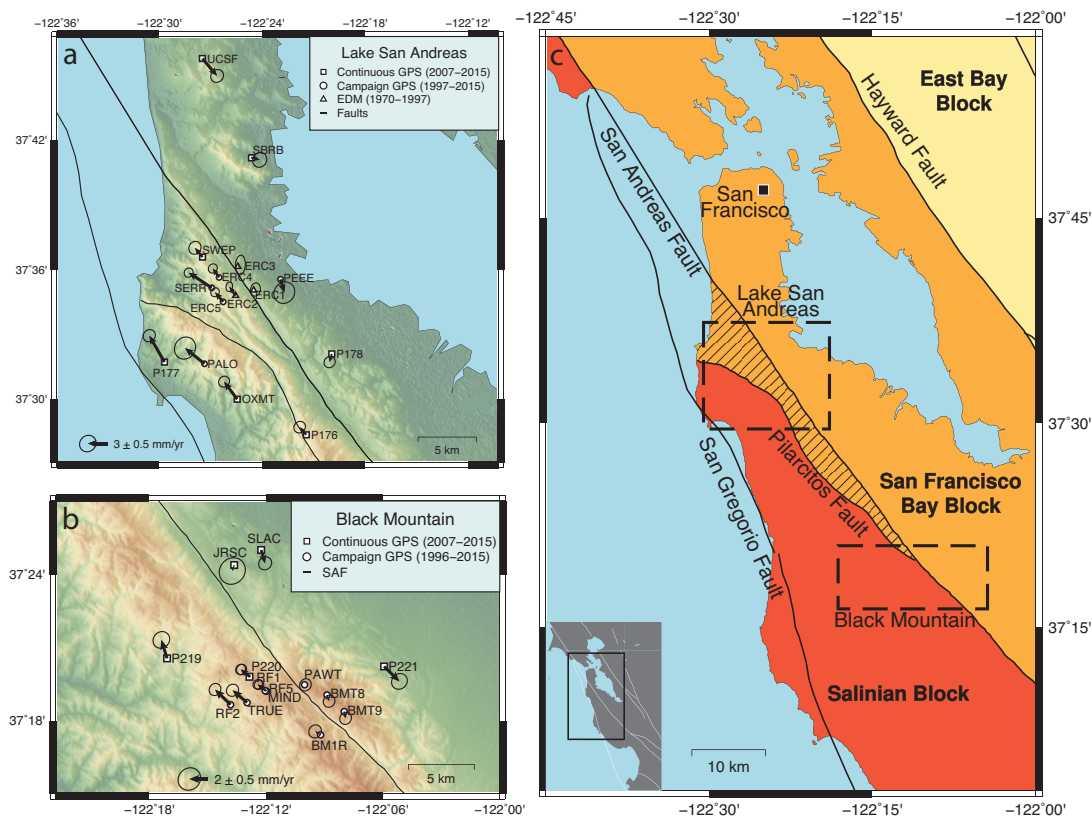 −122˚36'
−122˚30'
−122˚24'
−122˚18'
−122˚12'
37˚42'
37˚36'
37˚30'
a
Lake San Andreas
Continuous GPS (2007−2015)
Campaign GPS (1997−2015)
EDM (1970−1997)
Faults
UCSF
SBRB
SWEP
ERC3
ERC4
PEEF
SERR
ERC1
ERC2
ERC5
P178
P177
PALO
OXMT
P176
3 ± 0.5 mm/yr
5 km
b
Black Mountain
Continuous GPS (2007−2015)
Campaign GPS (1996−2015)
SAF
37˚24'
37˚18'
SLAC
JRSC
P219
P220
RF1
RF5
MIND
PAWT
P221
BMT8
BMT9
RF2
TRUE
BM1R
2 ± 0.5 mm/yr
5 km
−122˚18'
−122˚12'
−122˚06'
−122˚00'
−122˚45'
−122˚30'
−122˚15'
−122˚00'
c
East Bay
Block
Hayward Fault
San Andreas Fault
San
Francisco
37˚45'
Lake San
Andreas
37˚30'
Pilarcitos Fault
San Gregorio Fault
San Francisco
Bay Block
Black Mountain
37˚15'
Salinian Block
10 km
−122˚30'
−122˚15'
−122˚00'